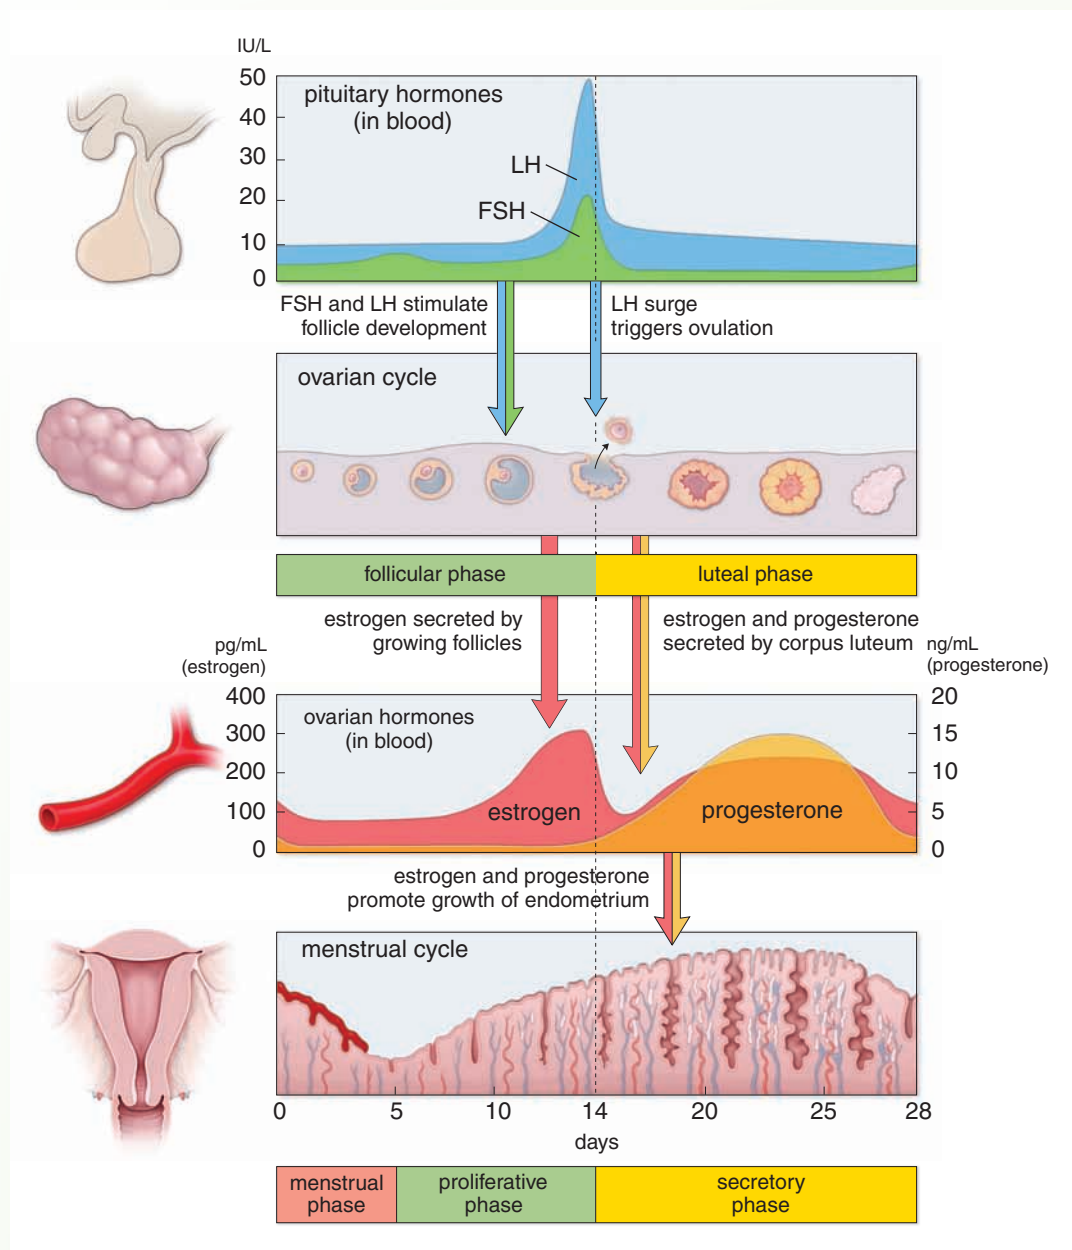 IU/L
50
40
30
20
10
0
pituitary hormones
(in blood)
LH
FSH
FSH and LH stimulate
follicle development
LH surge
triggers ovulation
ovarian cycle
follicular phase
luteal phase
estrogen secreted by
growing follicles
estrogen and progesterone
secreted by corpus luteum
pg/mL
(estrogen)
ng/mL
(progesterone)
400
300
200
100
0
ovarian hormones
(in blood)
estrogen
progesterone
20
15
10
5
0
estrogen and progesterone
promote growth of endometrium
menstrual cycle
0 5 10 14 20 25 28
days
menstrual
phase
proliferative
phase
secretory
phase